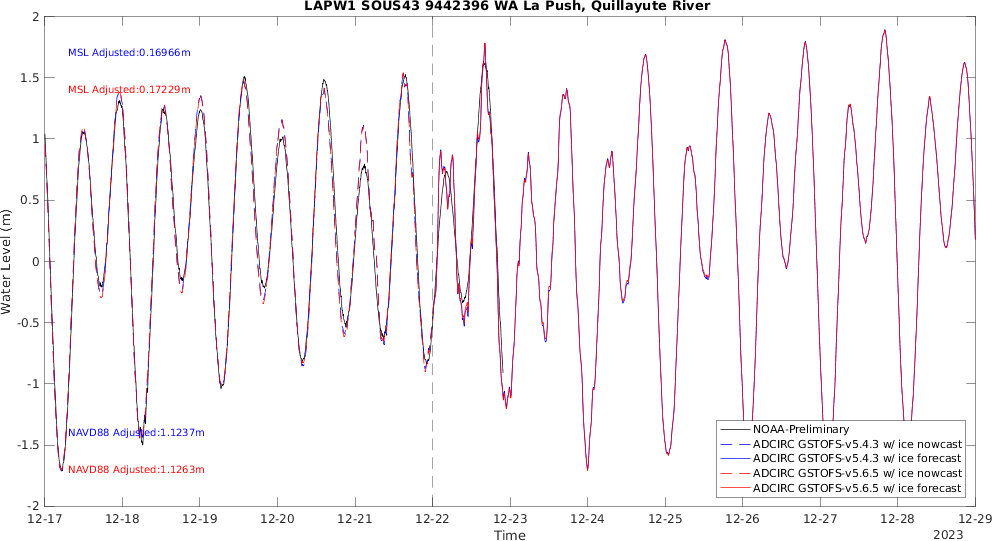 LAPW1 SOUS43 9442396 WA La Push, Quillayute River
2
1.5
1
0.5
0
-0.5
-1
-1.5
-2
Water Level (m)
MSL Adjusted:0.16966m
MSL Adjusted:0.17229m
NAVD88 Adjusted:1.1237m
NAVD88 Adjusted:1.1263m
NOAA-Preliminary
ADCIRC GSTOFS-v5.4.3 w/ ice nowcast
ADCIRC GSTOFS-v5.4.3 w/ ice forecast
ADCIRC GSTOFS-v5.6.5 w/ ice nowcast
ADCIRC GSTOFS-v5.6.5 w/ ice forecast
12-17 12-18 12-19 12-20 12-21 12-22 12-23 12-24 12-25 12-26 12-27 12-28 12-29
Time
2023